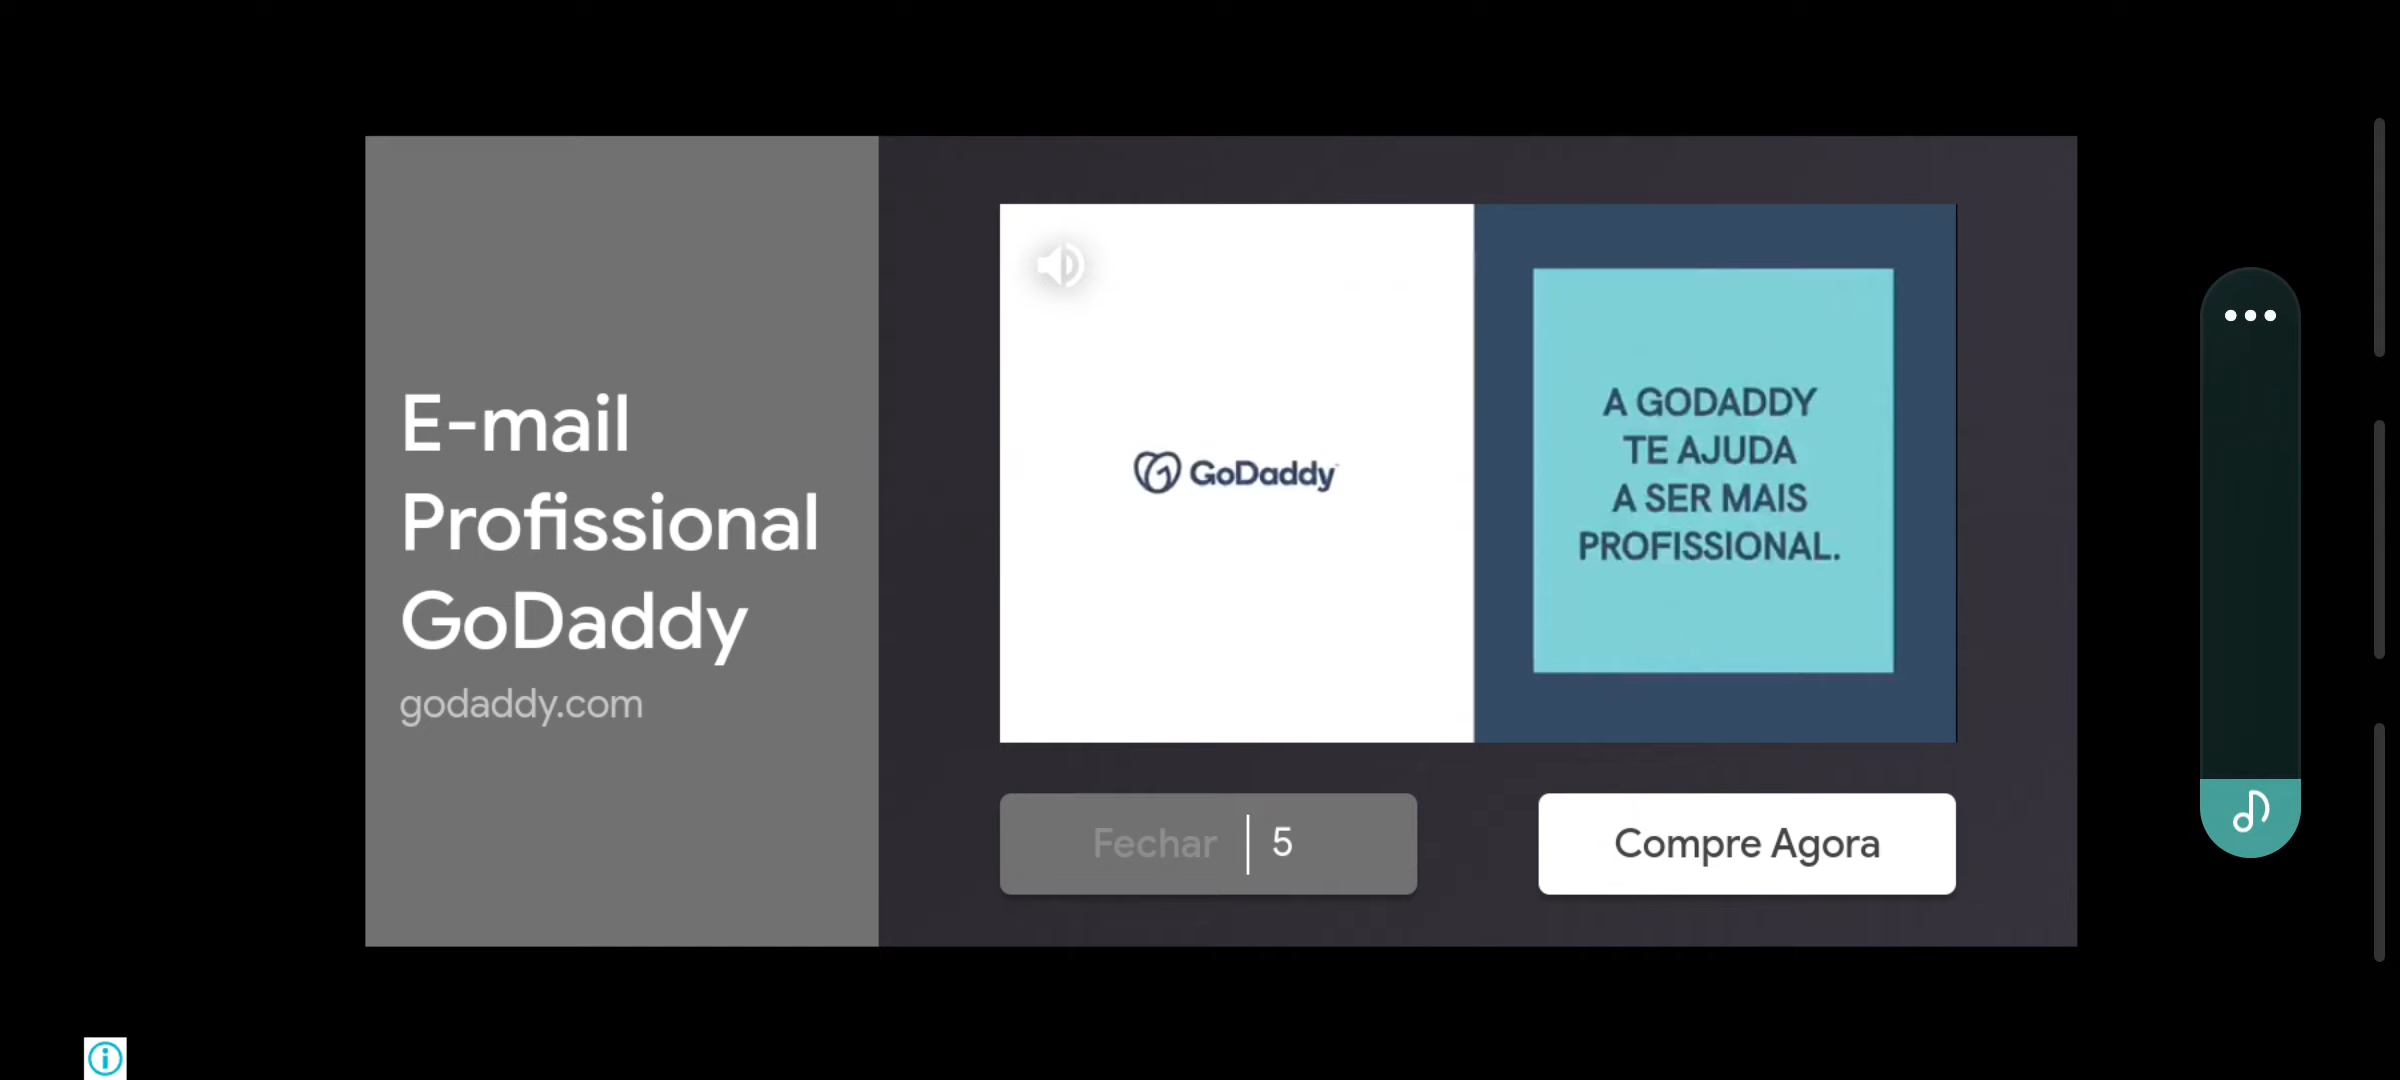 E-mail
Profissional
GoDaddy
godaddy.com
GoDaddy
A GODADDY
TE AJUDA
A SER MAIS
PROFISSIONAL.
Fechar | 5
Compre Agora